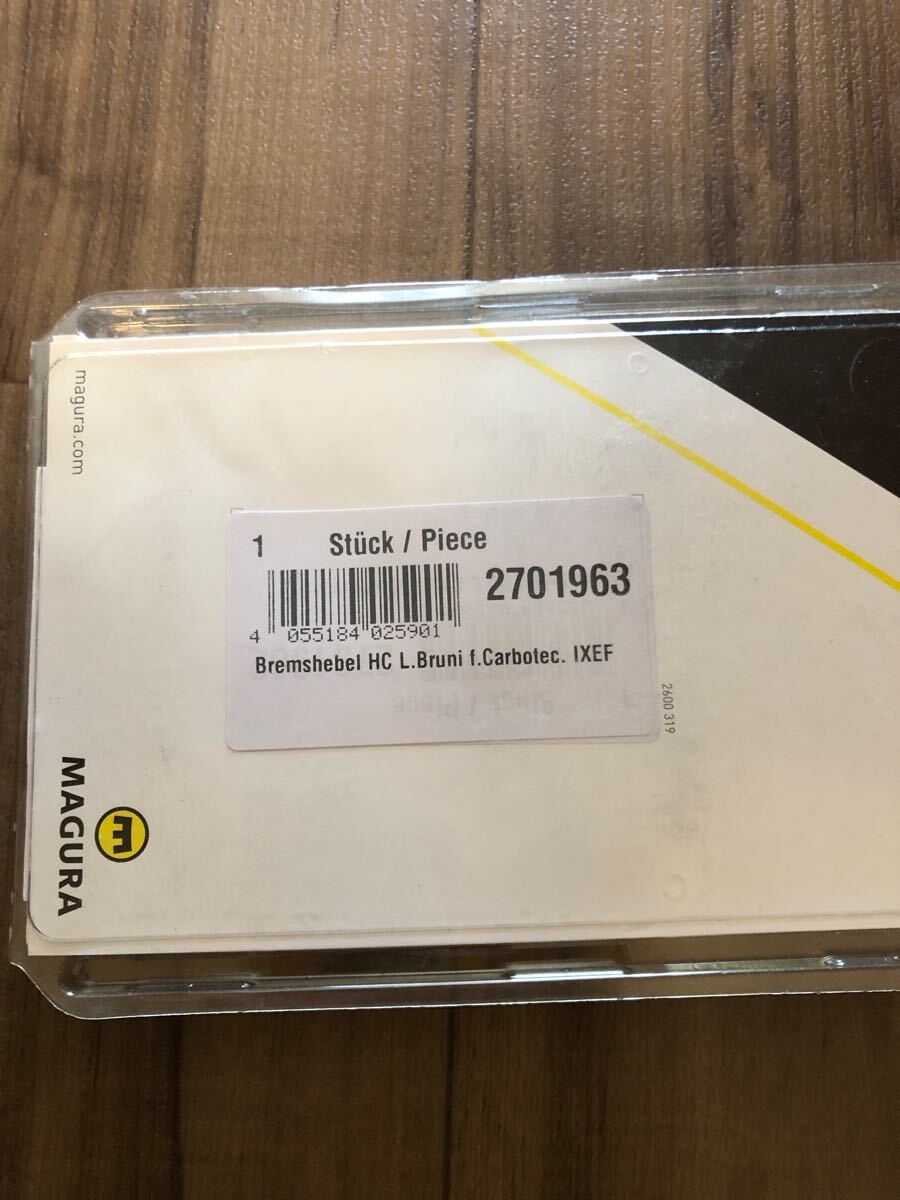 magura.com
1 Stück / Piece
2701963
4 055184 025901
Bremshebel HC L.Bruni f.Carbotec. IXEF
2600 319
MAGURA